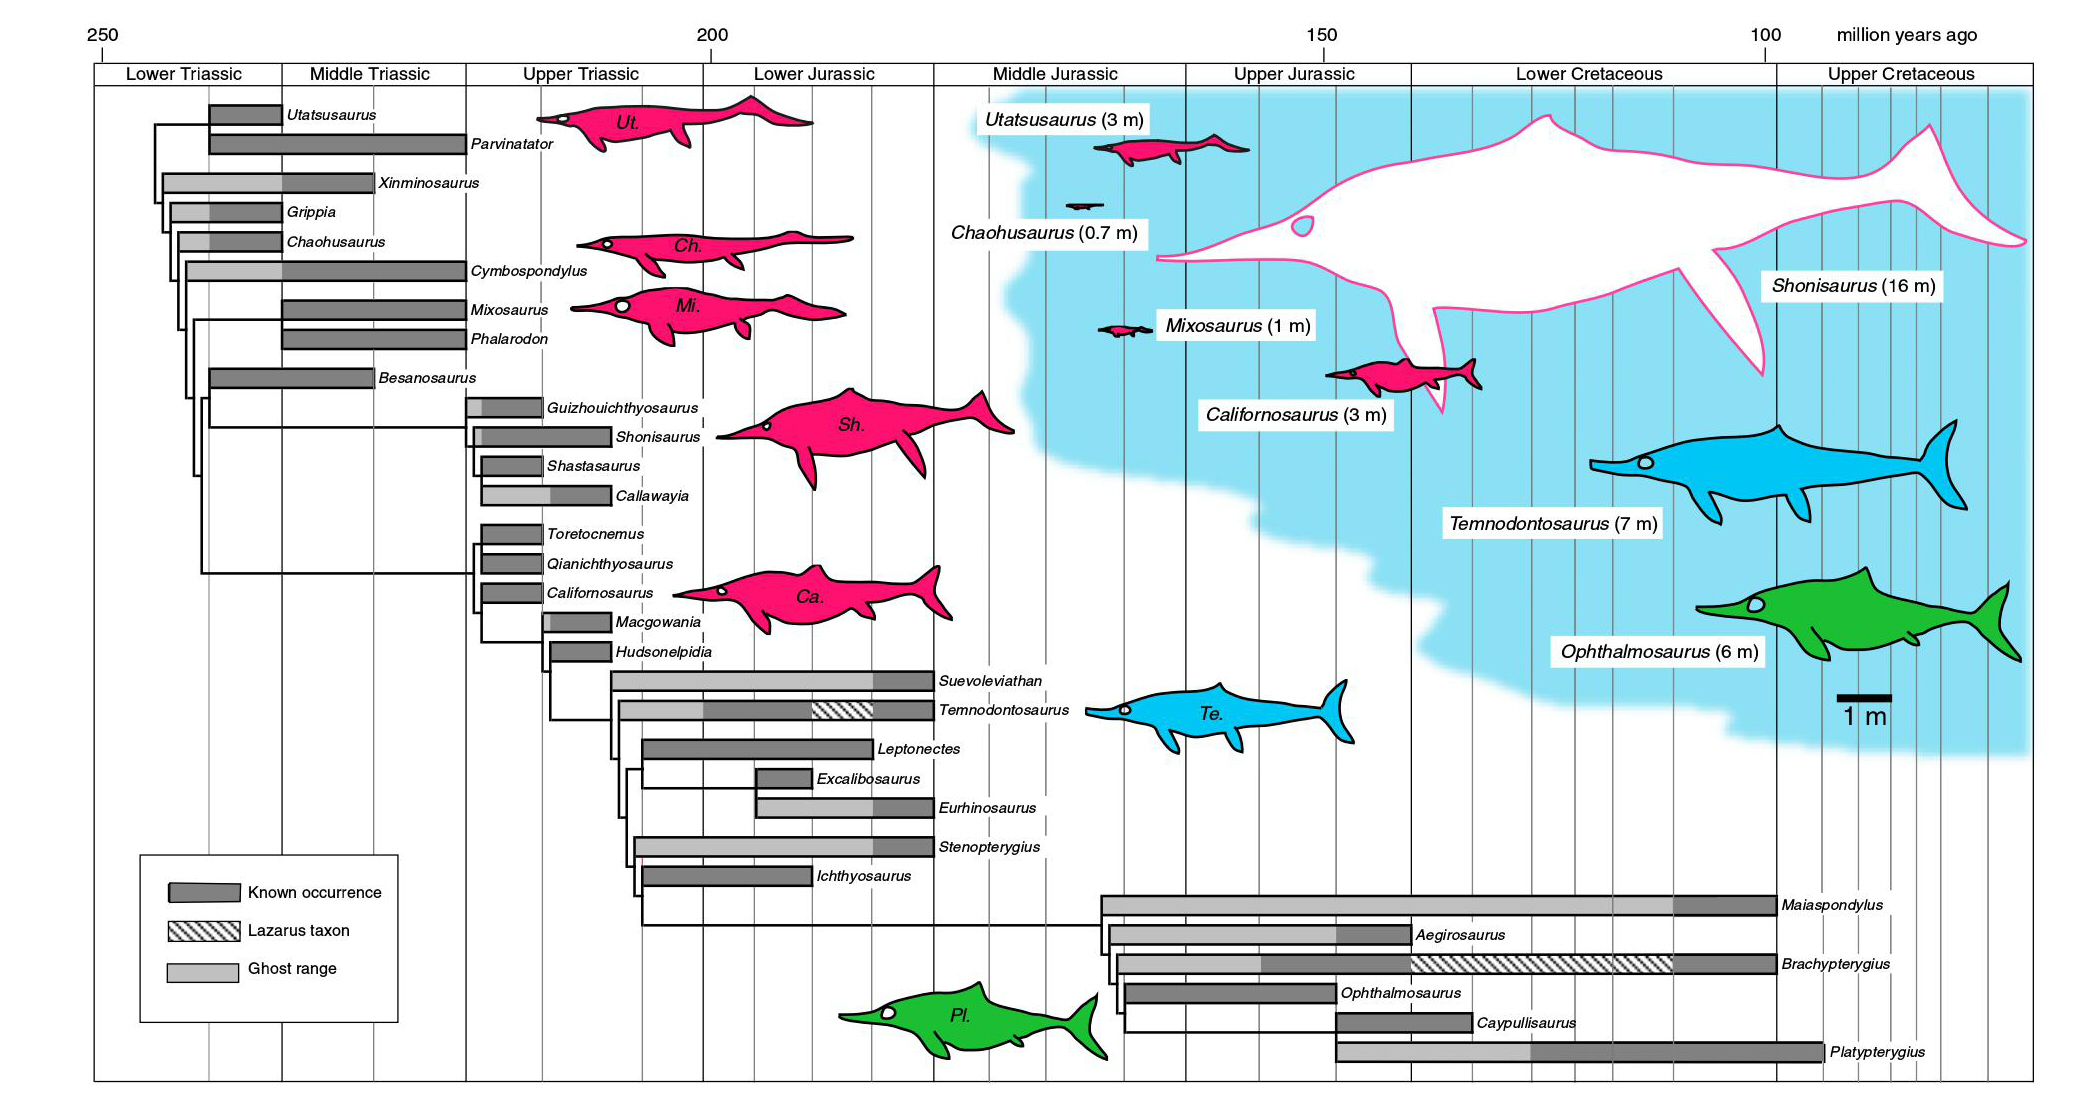 250 200 150 100 million years ago
Lower Triassic Middle Triassic Upper Triassic Lower Jurassic Middle Jurassic Upper Jurassic Lower Cretaceous Upper Cretaceous
Utatsusaurus
Parvinatator
Xinminosaurus
Grippia
Chaohusaurus
Cymbospondylus
Mixosaurus
Phalarodon
Besanosaurus
Guizhouichthyosaurus
Shonisaurus
Shastasaurus
Callawayia
Toretocnemus
Qianichthyosaurus
Californosaurus
Macgowania
Hudsonelpidia
Suevoleviathan
Temnodontosaurus
Leptonectes
Excalibosaurus
Eurhinosaurus
Stenopterygius
Ichthyosaurus
Maiaspondylus
Aegirosaurus
Brachypterygius
Ophthalmosaurus
Caypullisaurus
Platypterygius
Ut.
Ch.
Mi.
Sh.
Ca.
Te.
Pl.
Utatsusaurus (3 m)
Chaohusaurus (0.7 m)
Shonisaurus (16 m)
Mixosaurus (1 m)
Californosaurus (3 m)
Temnodontosaurus (7 m)
Ophthalmosaurus (6 m)
1 m
Known occurrence
Lazarus taxon
Ghost range